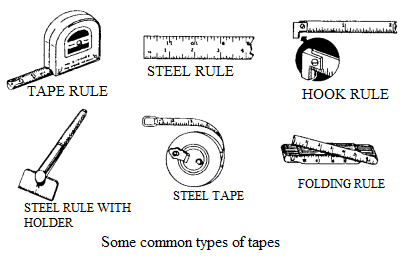 TAPE RULE
STEEL RULE
HOOK RULE
STEEL RULE WITH
HOLDER
STEEL TAPE
FOLDING RULE
Some common types of tapes